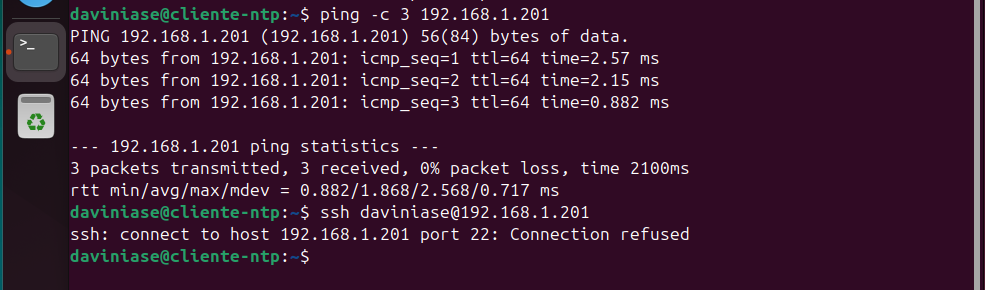 daviniase@cliente-ntp:~$ ping -c 3 192.168.1.201
PING 192.168.1.201 (192.168.1.201) 56(84) bytes of data.
64 bytes from 192.168.1.201: icmp_seq=1 ttl=64 time=2.57 ms
64 bytes from 192.168.1.201: icmp_seq=2 ttl=64 time=2.15 ms
64 bytes from 192.168.1.201: icmp_seq=3 ttl=64 time=0.882 ms
--- 192.168.1.201 ping statistics ---
3 packets transmitted, 3 received, 0% packet loss, time 2100ms
rtt min/avg/max/mdev = 0.882/1.868/2.568/0.717 ms
daviniase@cliente-ntp:~$ ssh daviniase@192.168.1.201
ssh: connect to host 192.168.1.201 port 22: Connection refused
daviniase@cliente-ntp:~$